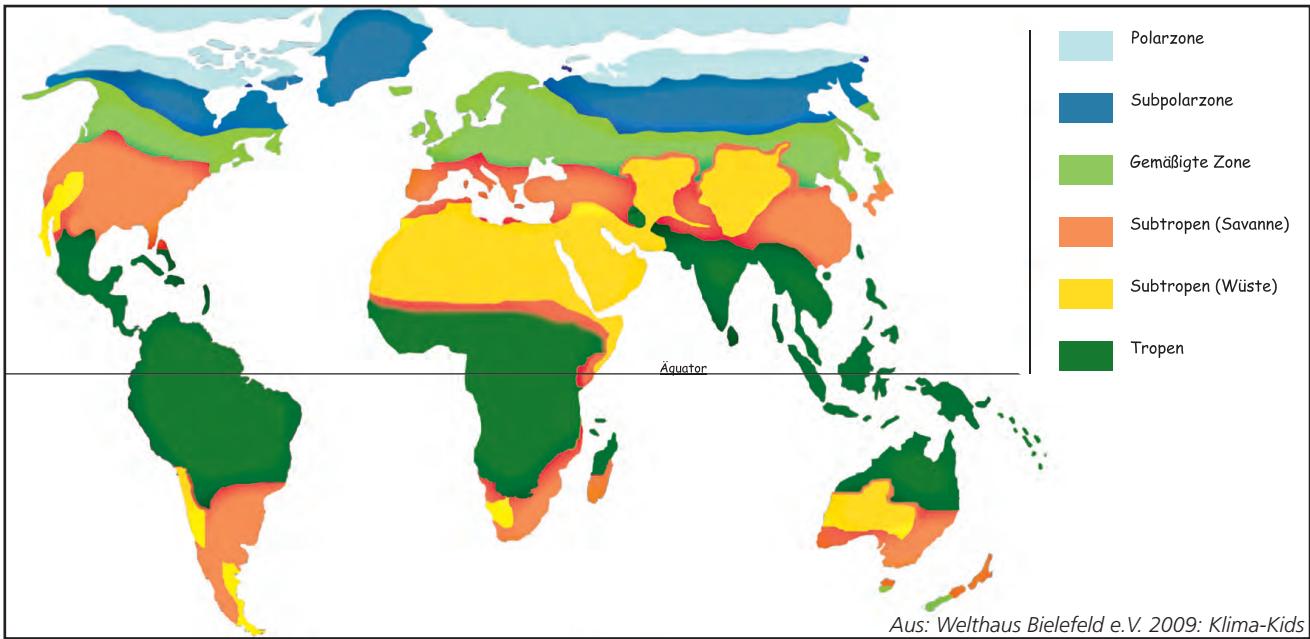 Polarzone
Subpolarzone
Gemäßigte Zone
Subtropen (Savanne)
Subtropen (Wüste)
Tropen
Äquator
Aus: Welthaus Bielefeld e.V. 2009: Klima-Kids